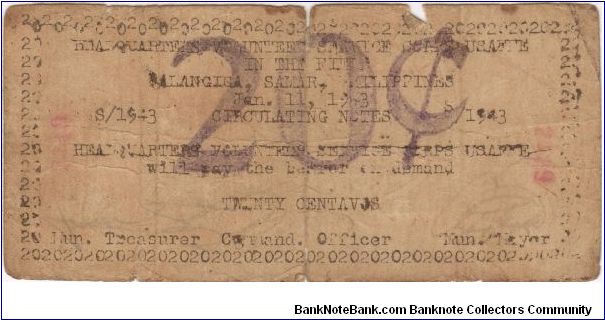 2020202020202020202020202020202020202
HEADQUARTERS VOLUNTEER SERVICE CORPS USAFFE
IN THE FIELD
BALANGIGA, SAMAR, PHILIPPINES
Jan. 11, 1943
S/1943 CIRCULATING NOTES S/1943
20¢
HEADQUARTERS VOLUNTEER SERVICE CORPS USAFFE
will pay the bearer on demand
TWENTY CENTAVOS
Mun. Treasurer Command. Officer Mun. Mayor
2020202020202020202020202020202020202
BankNoteBank.com Banknote Collectors Community